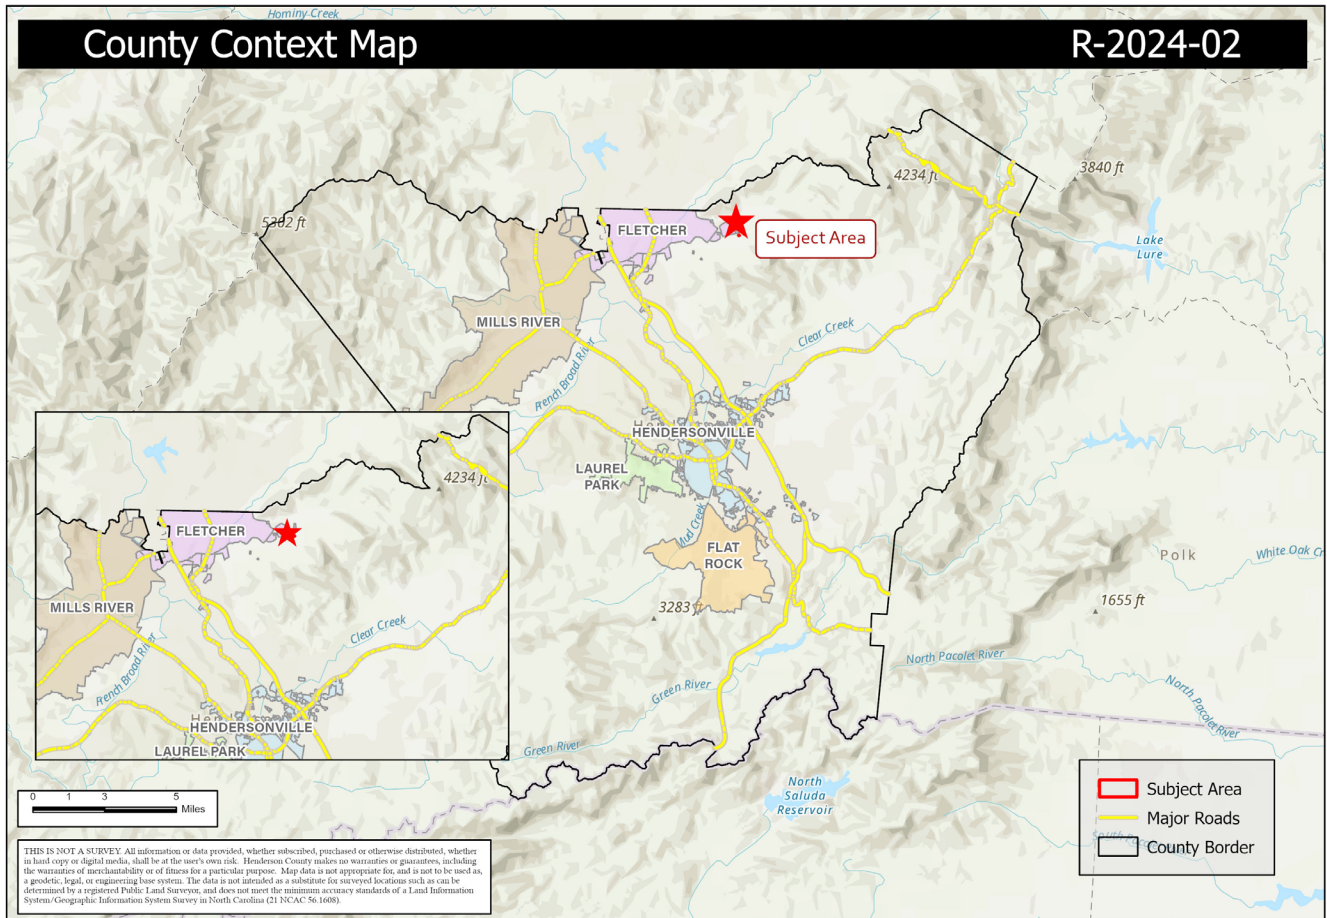 Hominy Creek
County Context Map
R-2024-02
4234 ft
3840 ft
5302 ft
FLETCHER
Subject Area
Lake
Lure
MILLS RIVER
Clear Creek
French Broad River
HENDERSONVILLE
LAUREL
PARK
Mud Creek
FLAT
ROCK
Polk
White Oak Cr
3283 ft
1655 ft
North Pacolet River
Green River
North Pacolet River
Green River
North
Saluda
Reservoir
4234 ft
FLETCHER
MILLS RIVER
Clear Creek
French Broad River
HENDERSONVILLE
LAUREL PARK
0 1 3 5
Miles
Subject Area
Major Roads
County Border
THIS IS NOT A SURVEY. All information or data provided, whether subscribed, purchased or otherwise distributed, whether
in hard copy or digital media, shall be at the user's own risk. Henderson County makes no warranties or guarantees, including
the warranties of merchantability or of fitness for a particular purpose. Map data is not appropriate for, and is not to be used as,
a geodetic, legal, or engineering base system. The data is not intended as a substitute for surveyed locations such as can be
determined by a registered Public Land Surveyor, and does not meet the minimum accuracy standards of a Land Information
System/Geographic Information System Survey in North Carolina (21 NCAC 56.1608).